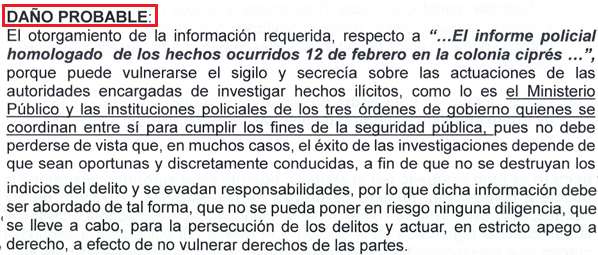 DAÑO PROBABLE:
El otorgamiento de la información requerida, respecto a “…El informe policial
homologado de los hechos ocurridos 12 de febrero en la colonia ciprés …”,
porque puede vulnerarse el sigilo y secrecía sobre las actuaciones de las
autoridades encargadas de investigar hechos ilícitos, como lo es el Ministerio
Público y las instituciones policiales de los tres órdenes de gobierno quienes se
coordinan entre sí para cumplir los fines de la seguridad pública, pues no debe
perderse de vista que, en muchos casos, el éxito de las investigaciones depende de
que sean oportunas y discretamente conducidas, a fin de que no se destruyan los
indicios del delito y se evadan responsabilidades, por lo que dicha información debe
ser abordado de tal forma, que no se pueda poner en riesgo ninguna diligencia, que
se lleve a cabo, para la persecución de los delitos y actuar, en estricto apego a
derecho, a efecto de no vulnerar derechos de las partes.